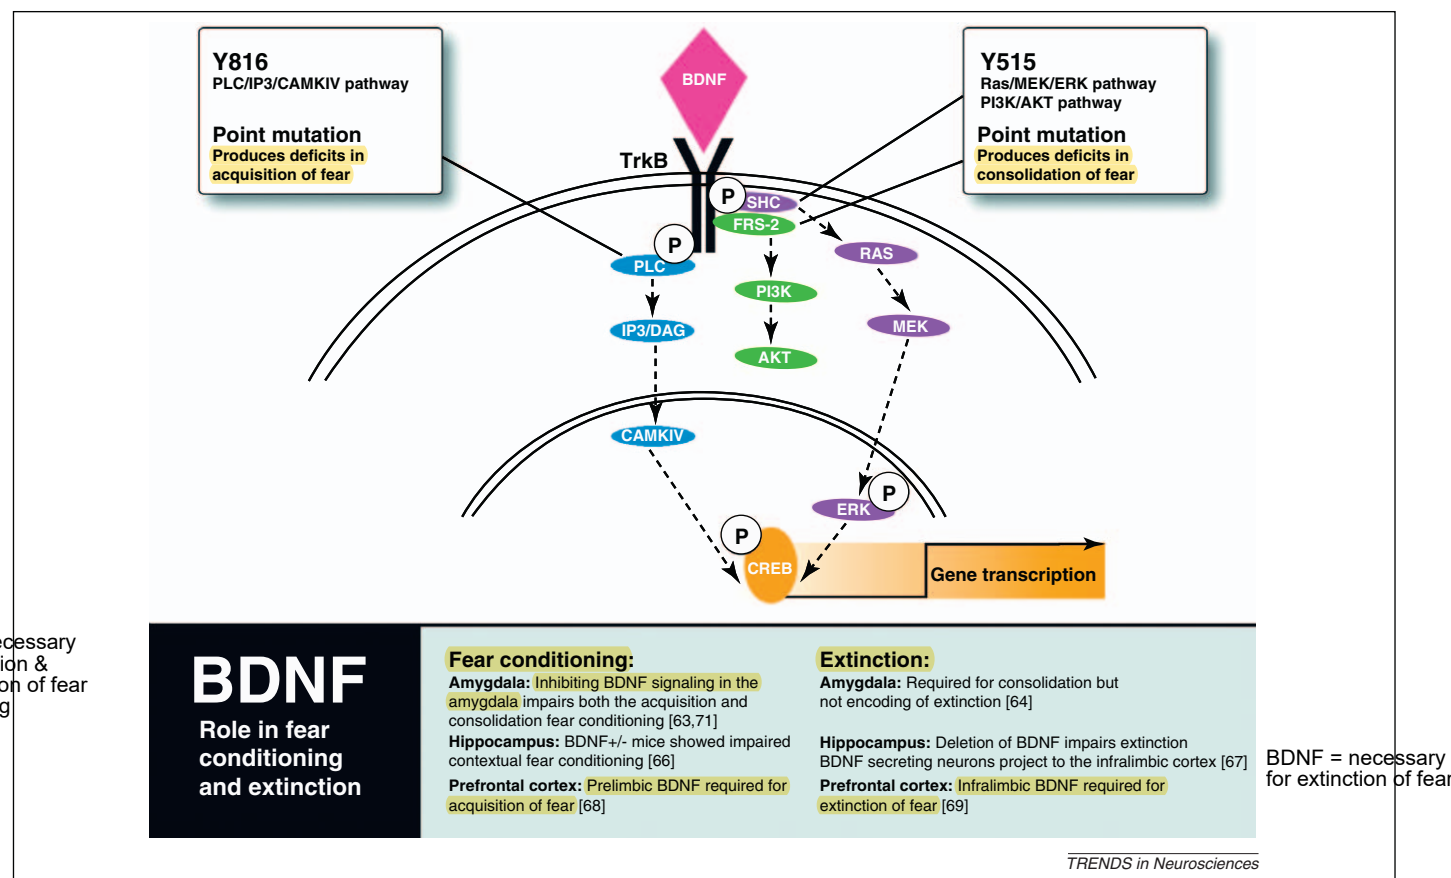 Y816
PLC/IP3/CAMKIV pathway
Point mutation
Produces deficits in
acquisition of fear
BDNF
TrkB
Y515
Ras/MEK/ERK pathway
PI3K/AKT pathway
Point mutation
Produces deficits in
consolidation of fear
P
SHC
FRS-2
P
PLC
RAS
PI3K
IP3/DAG
MEK
AKT
CAMKIV
P
ERK
P
CREB
Gene transcription
&
of fear
BDNF
Role in fear
conditioning
and extinction
Fear conditioning:
Amygdala: Inhibiting BDNF signaling in the
amygdala impairs both the acquisition and
consolidation fear conditioning [63,71]
Hippocampus: BDNF+/- mice showed impaired
contextual fear conditioning [66]
Prefrontal cortex: Prelimbic BDNF required for
acquisition of fear [68]
Extinction:
Amygdala: Required for consolidation but
not encoding of extinction [64]
Hippocampus: Deletion of BDNF impairs extinction
BDNF secreting neurons project to the infralimbic cortex [67]
Prefrontal cortex: Infralimbic BDNF required for
extinction of fear [69]
BDNF = necessary
for extinction of fear
TRENDS in Neurosciences